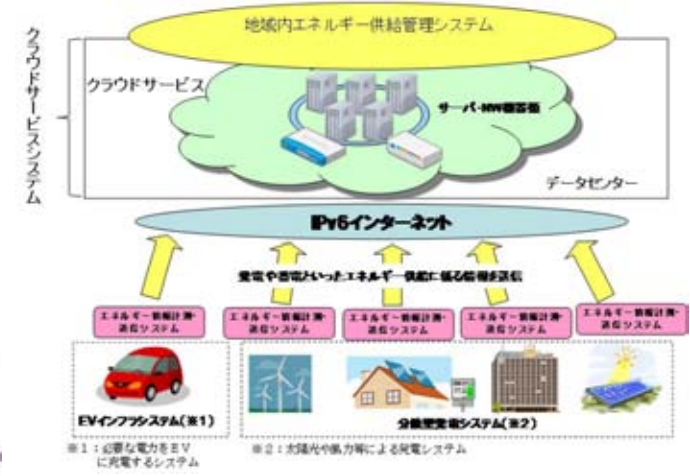 地域内エネルギー供給管理システム
クラウドサービスシステム
クラウドサービス
サーバ・NW機器等
データセンター
IPv6インターネット
発電や蓄電といったエネルギー供給に係る情報を送信
エネルギー情報計測・
送信システム
エネルギー情報計測・
送信システム
エネルギー情報計測・
送信システム
エネルギー情報計測・
送信システム
エネルギー情報計測・
送信システム
EVインフラシステム(※1)
分散型発電システム(※2)
※1:必要な電力をEV
に充電するシステム
※2:太陽光や風力等による発電システム